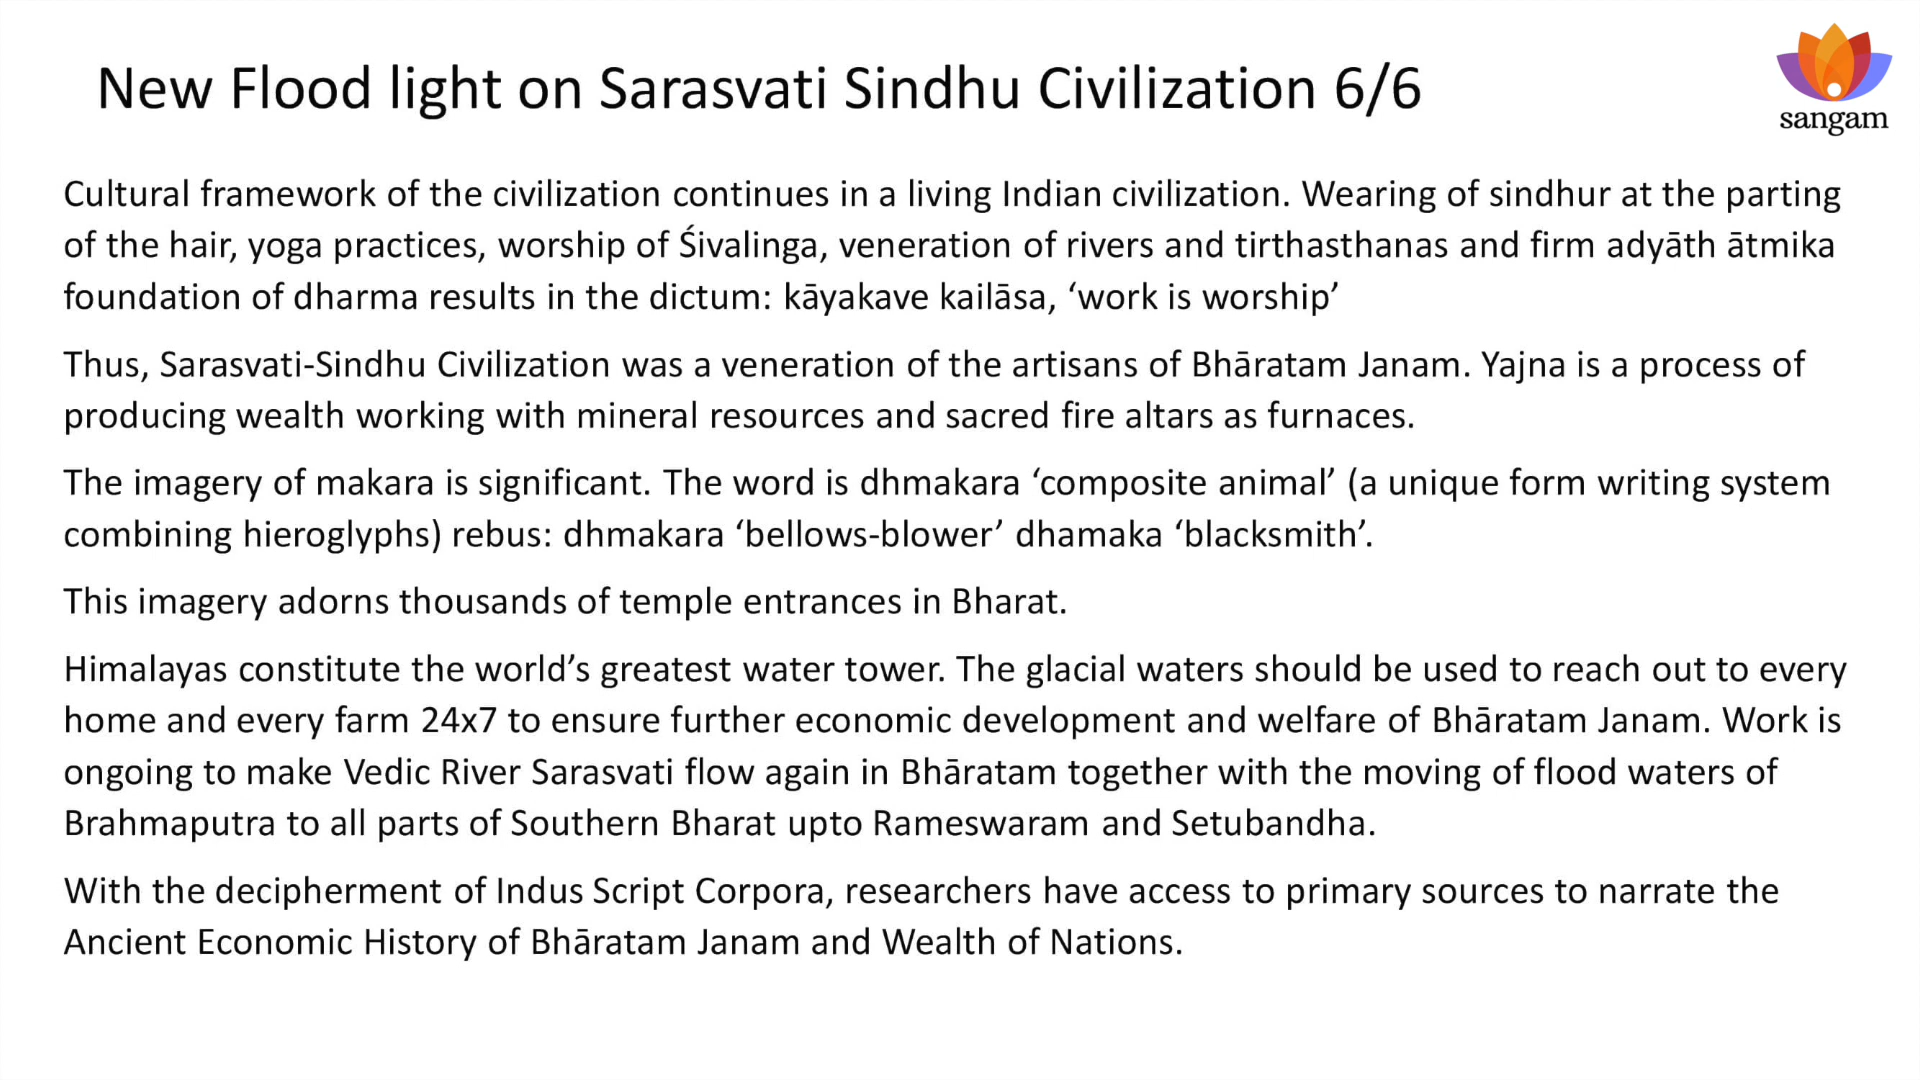 New Flood light on Sarasvati Sindhu Civilization 6/6
sangam
Cultural framework of the civilization continues in a living Indian civilization. Wearing of sindhur at the parting
of the hair, yoga practices, worship of Śivalinga, veneration of rivers and tirthasthanas and firm adyāth ātmika
foundation of dharma results in the dictum: kāyakave kailāsa, ‘work is worship’
Thus, Sarasvati-Sindhu Civilization was a veneration of the artisans of Bhāratam Janam. Yajna is a process of
producing wealth working with mineral resources and sacred fire altars as furnaces.
The imagery of makara is significant. The word is dhmakara ‘composite animal’ (a unique form writing system
combining hieroglyphs) rebus: dhmakara ‘bellows-blower’ dhamaka ‘blacksmith’.
This imagery adorns thousands of temple entrances in Bharat.
Himalayas constitute the world’s greatest water tower. The glacial waters should be used to reach out to every
home and every farm 24x7 to ensure further economic development and welfare of Bhāratam Janam. Work is
ongoing to make Vedic River Sarasvati flow again in Bhāratam together with the moving of flood waters of
Brahmaputra to all parts of Southern Bharat upto Rameswaram and Setubandha.
With the decipherment of Indus Script Corpora, researchers have access to primary sources to narrate the
Ancient Economic History of Bhāratam Janam and Wealth of Nations.